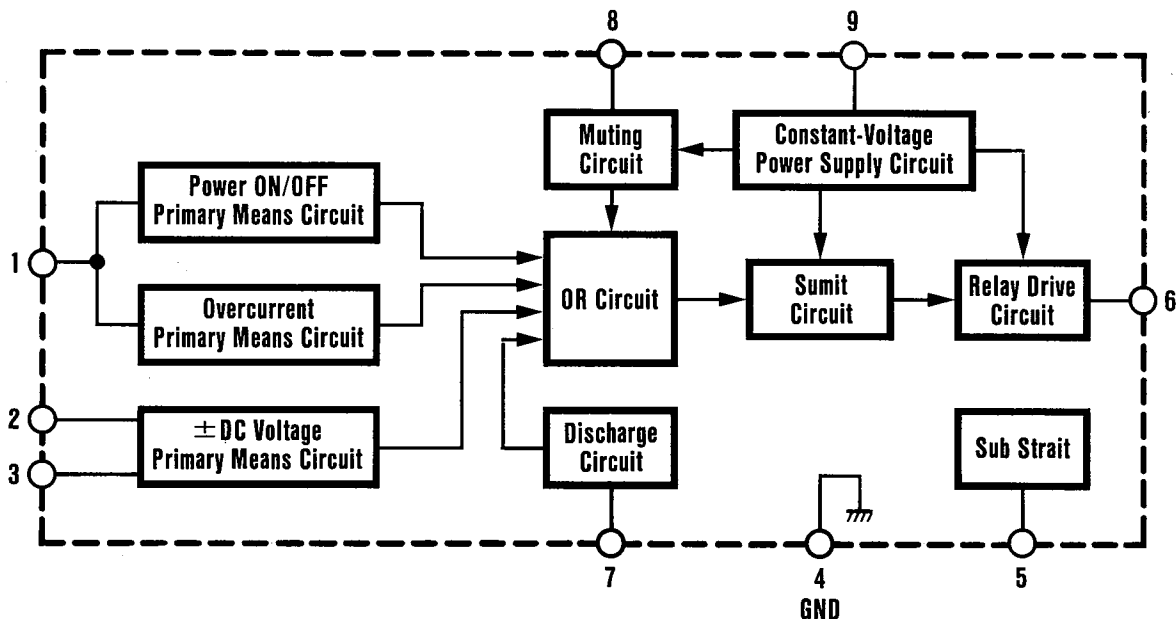 8
9
Muting
Circuit
Constant-Voltage
Power Supply Circuit
Power ON/OFF
Primary Means Circuit
1
OR Circuit
Sumit
Circuit
Relay Drive
Circuit
6
Overcurrent
Primary Means Circuit
2
±DC Voltage
Primary Means Circuit
3
Discharge
Circuit
Sub Strait
7
4
GND
5